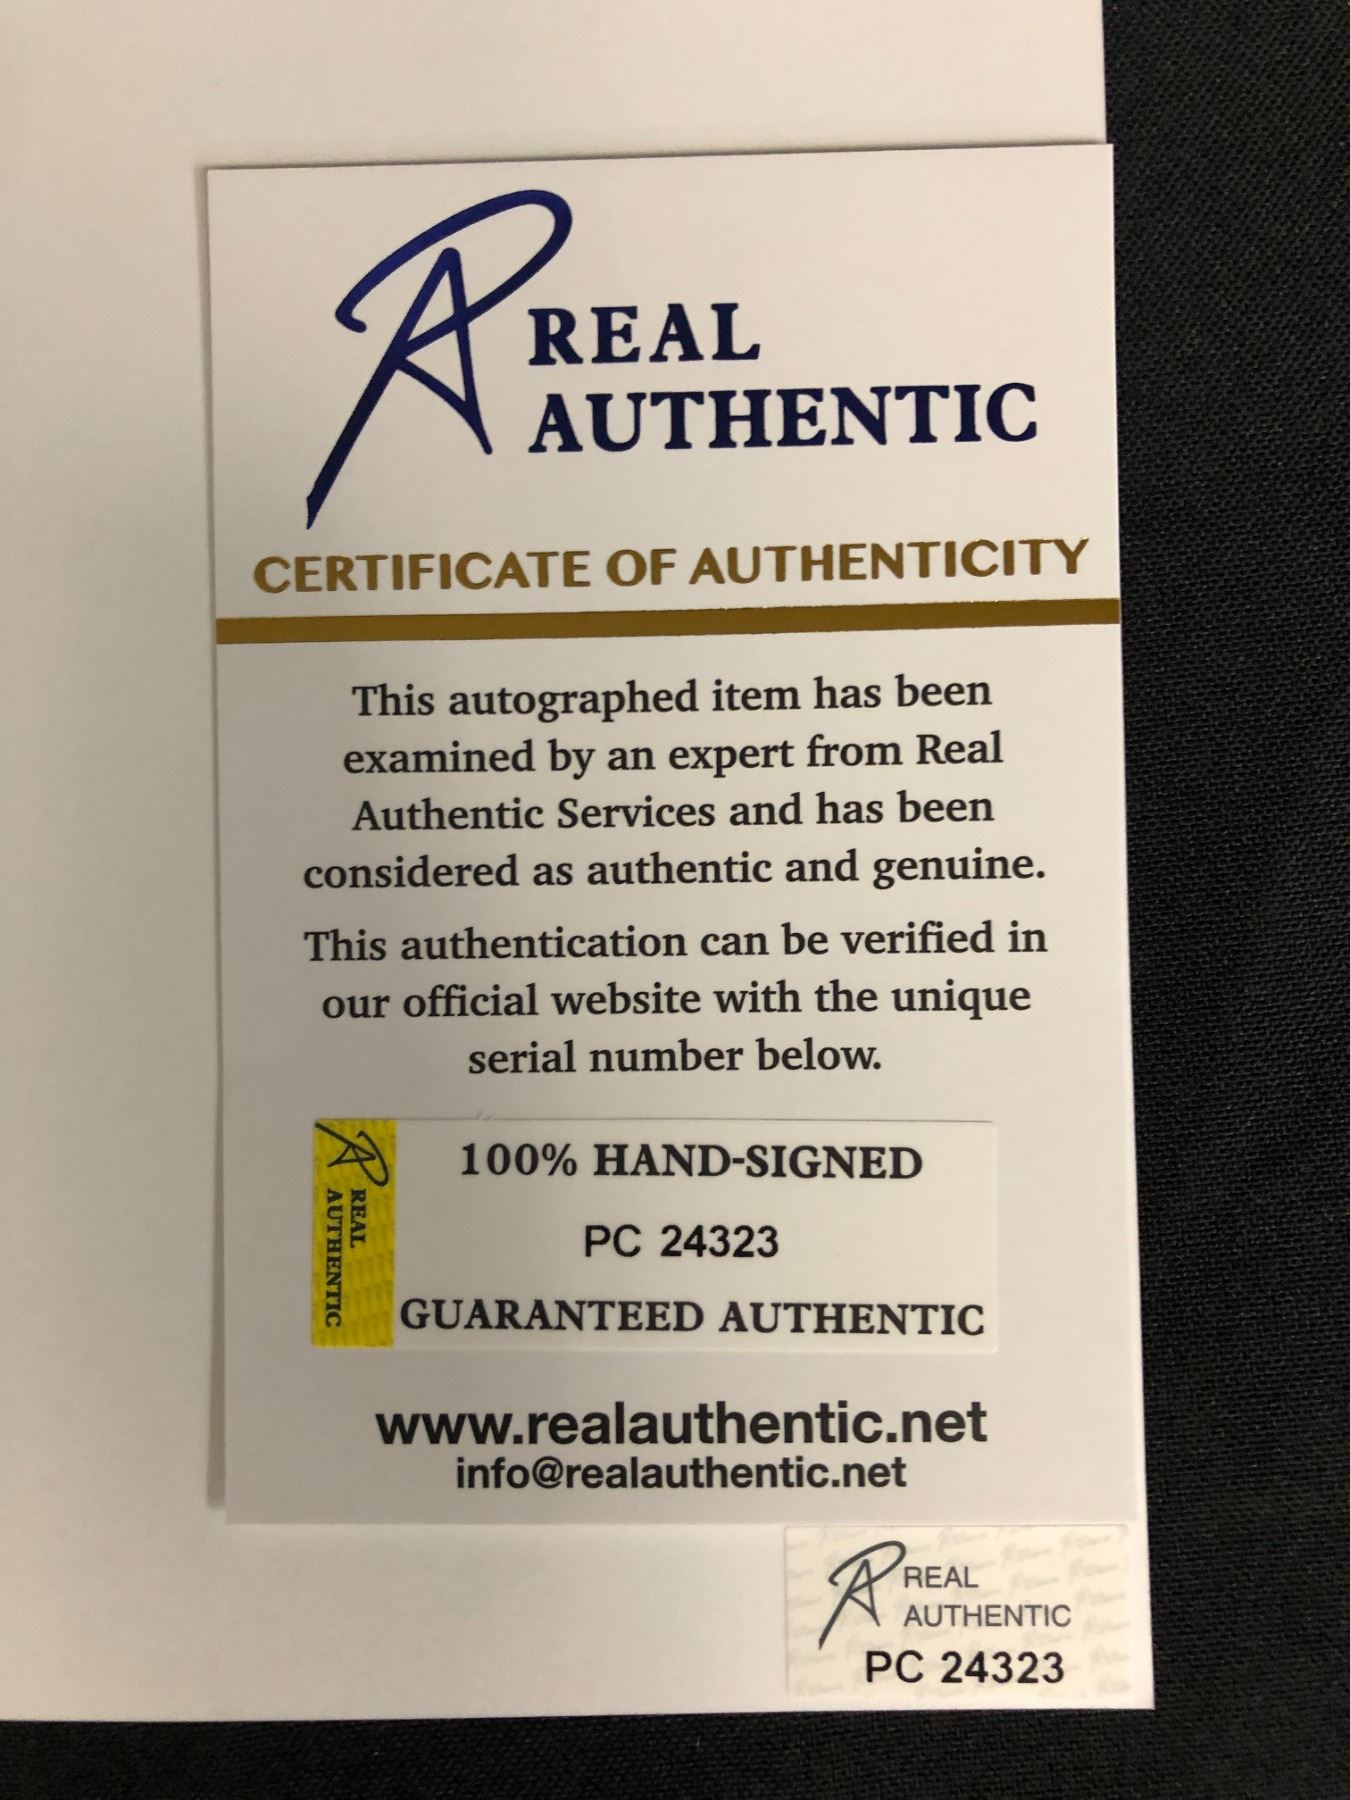 REAL
AUTHENTIC
CERTIFICATE OF AUTHENTICITY
This autographed item has been
examined by an expert from Real
Authentic Services and has been
considered as authentic and genuine.
This authentication can be verified in
our official website with the unique
serial number below.
REAL
AUTHENTIC
100% HAND-SIGNED
PC 24323
GUARANTEED AUTHENTIC
www.realauthentic.net
info@realauthentic.net
REAL
AUTHENTIC
PC 24323